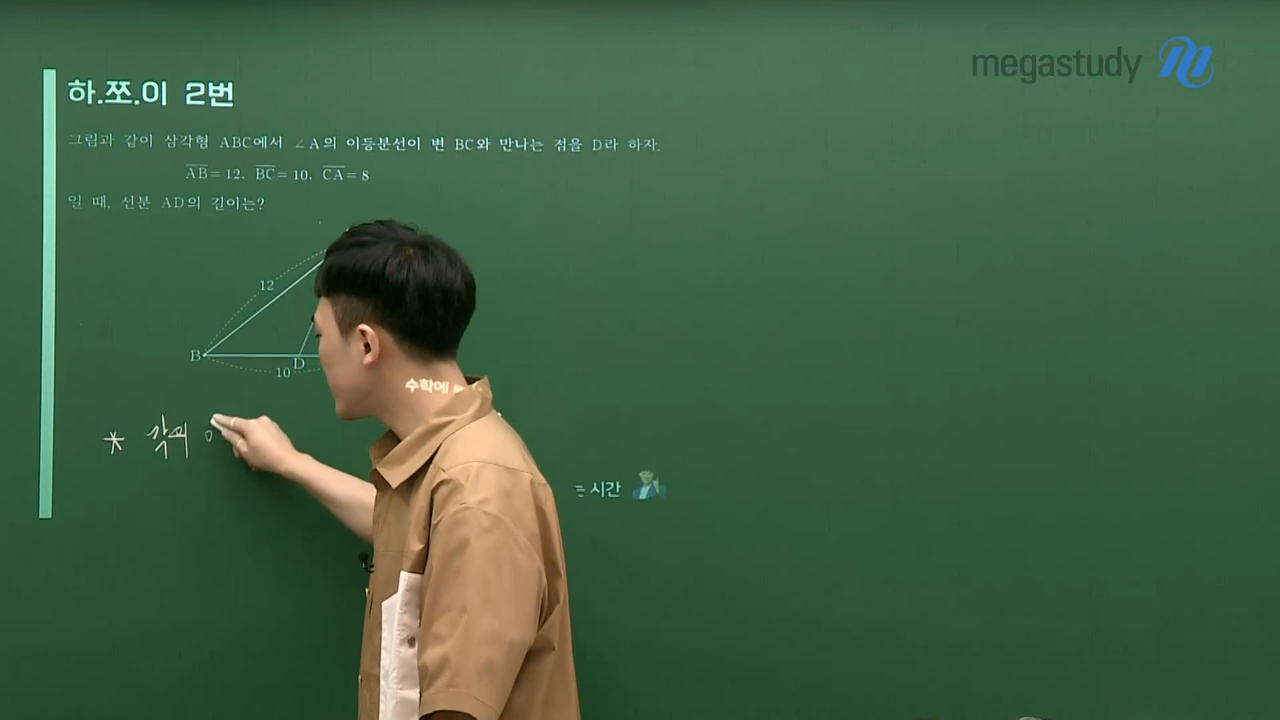 megastudy
하.쪼.이 2번
그림과 같이 삼각형 ABC에서 ∠A의 이등분선이 변 BC와 만나는 점을 D라 하자.
AB = 12, BC = 10, CA = 8
일 때, 선분 AD의 길이는?
12
B
D
10
수학에
* 각의
시간